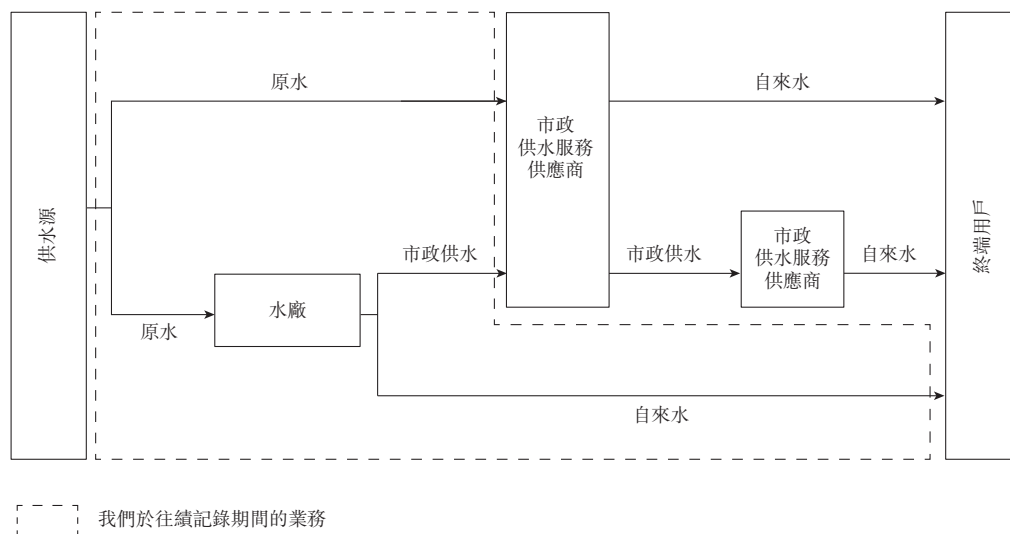 原水
自來水
市政
供水服務
供應商
供水源
市政供水
市政供水
市政
供水服務
供應商
自來水
終端用戶
水廠
原水
自來水
我們於往績記錄期間的業務